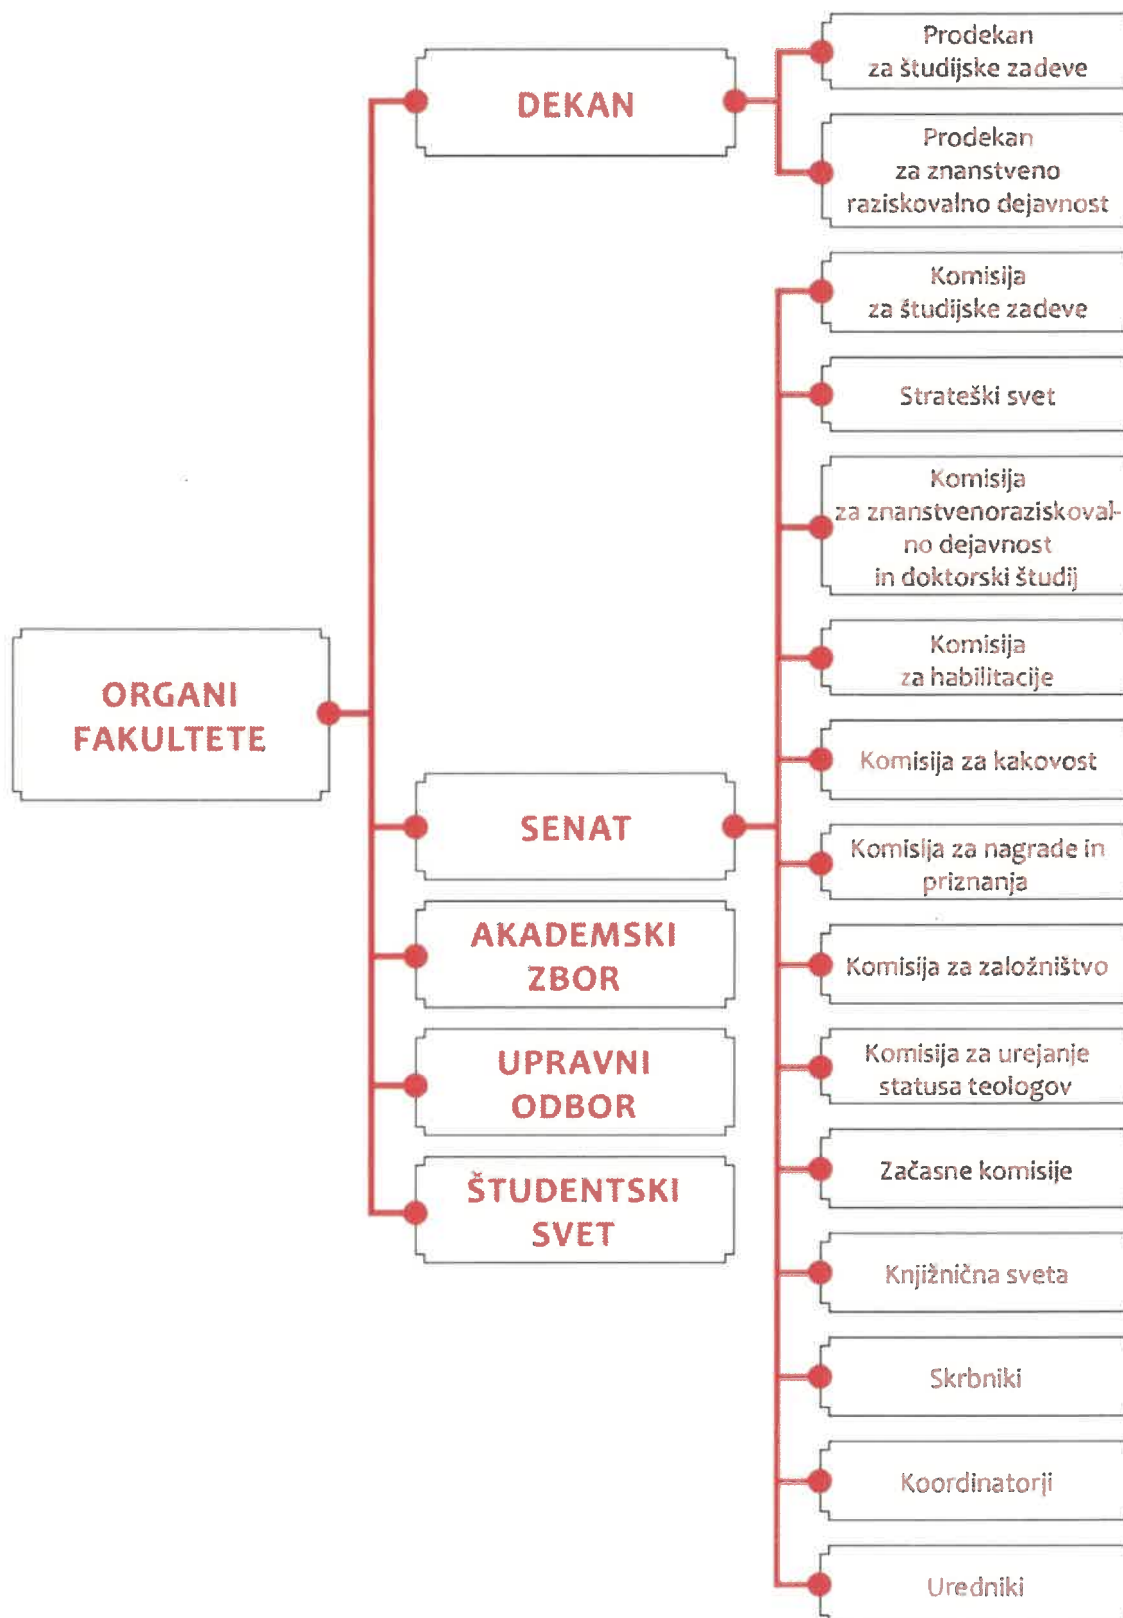 ORGANI
FAKULTETE
DEKAN
Prodekan
za študijske zadeve
Prodekan
za znanstveno
raziskovalno dejavnost
SENAT
Komisija
za študijske zadeve
Strateški svet
Komisija
za znanstvenoraziskoval-
no dejavnost
in doktorski študij
Komisija
za habilitacije
Komisija za kakovost
Komisija za nagrade in
priznanja
Komisija za založništvo
Komisija za urejanje
statusa teologov
Začasne komisije
Knjižnična sveta
Skrbniki
Koordinatorji
Uredniki
AKADEMSKI
ZBOR
UPRAVNI
ODBOR
ŠTUDENTSKI
SVET